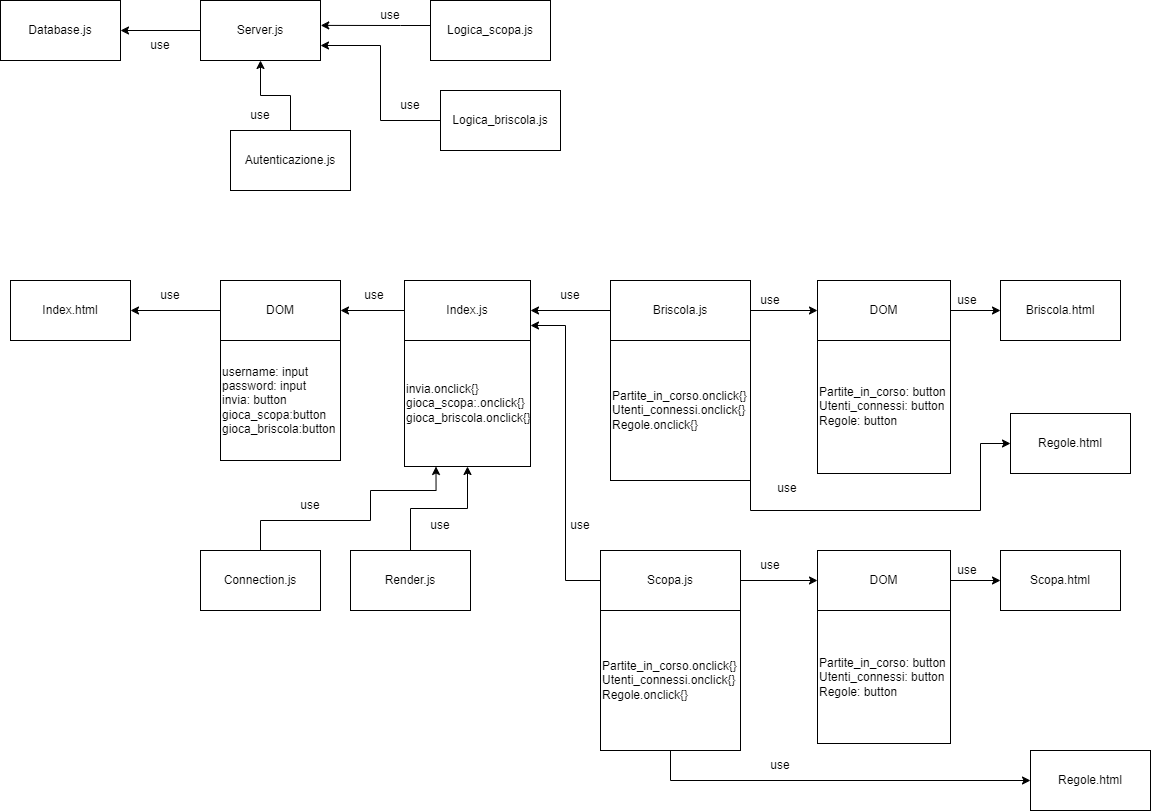 Database.js
use
Server.js
use
Logica_scopa.js
use
Logica_briscola.js
use
Autenticazione.js
Index.html
use
DOM
use
Index.js
use
Briscola.js
use
DOM
use
Briscola.html
username: input
password: input
invia: button
gioca_scopa:button
gioca_briscola:button
invia.onclick{}
gioca_scopa:.onclick{}
gioca_briscola.onclick{}
Partite_in_corso.onclick{}
Utenti_connessi.onclick{}
Regole.onclick{}
Partite_in_corso: button
Utenti_connessi: button
Regole: button
Regole.html
use
use
use
use
Connection.js
Render.js
Scopa.js
use
DOM
use
Scopa.html
Partite_in_corso.onclick{}
Utenti_connessi.onclick{}
Regole.onclick{}
Partite_in_corso: button
Utenti_connessi: button
Regole: button
use
Regole.html